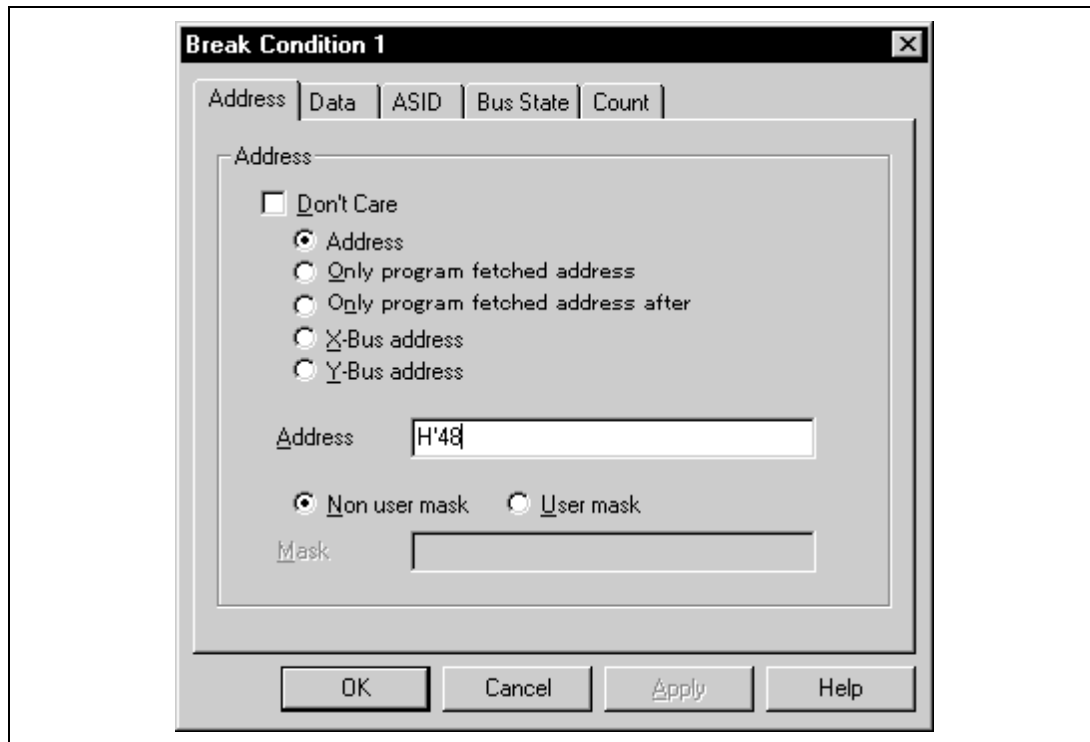 Break Condition 1
Address Data ASID Bus State Count
Address
Don't Care
Address
Only program fetched address
Only program fetched address after
X-Bus address
Y-Bus address
Address H'48
Non user mask User mask
Mask
OK Cancel Apply Help